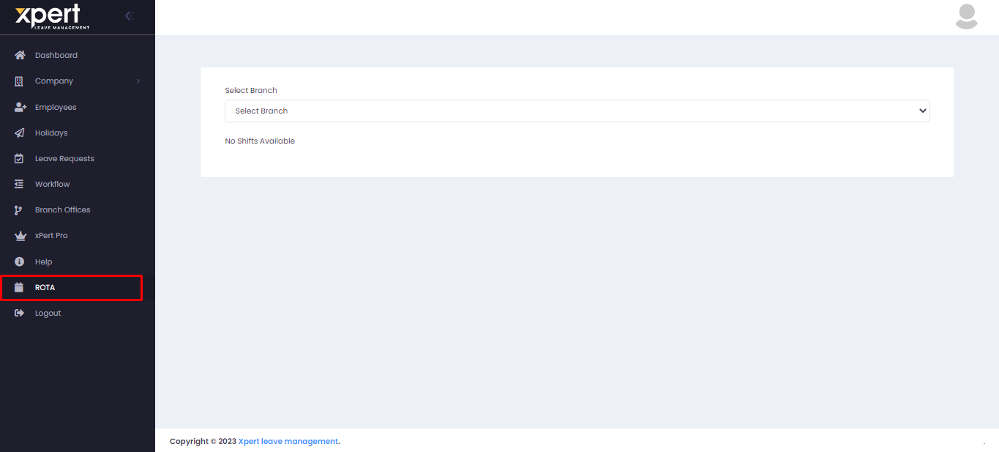 xpert
LEAVE MANAGEMENT
Dashboard
Company
Employees
Holidays
Leave Requests
Workflow
Branch Offices
xPert Pro
Help
ROTA
Logout
Select Branch
Select Branch
No Shifts Available
Copyright © 2023 Xpert leave management.
.